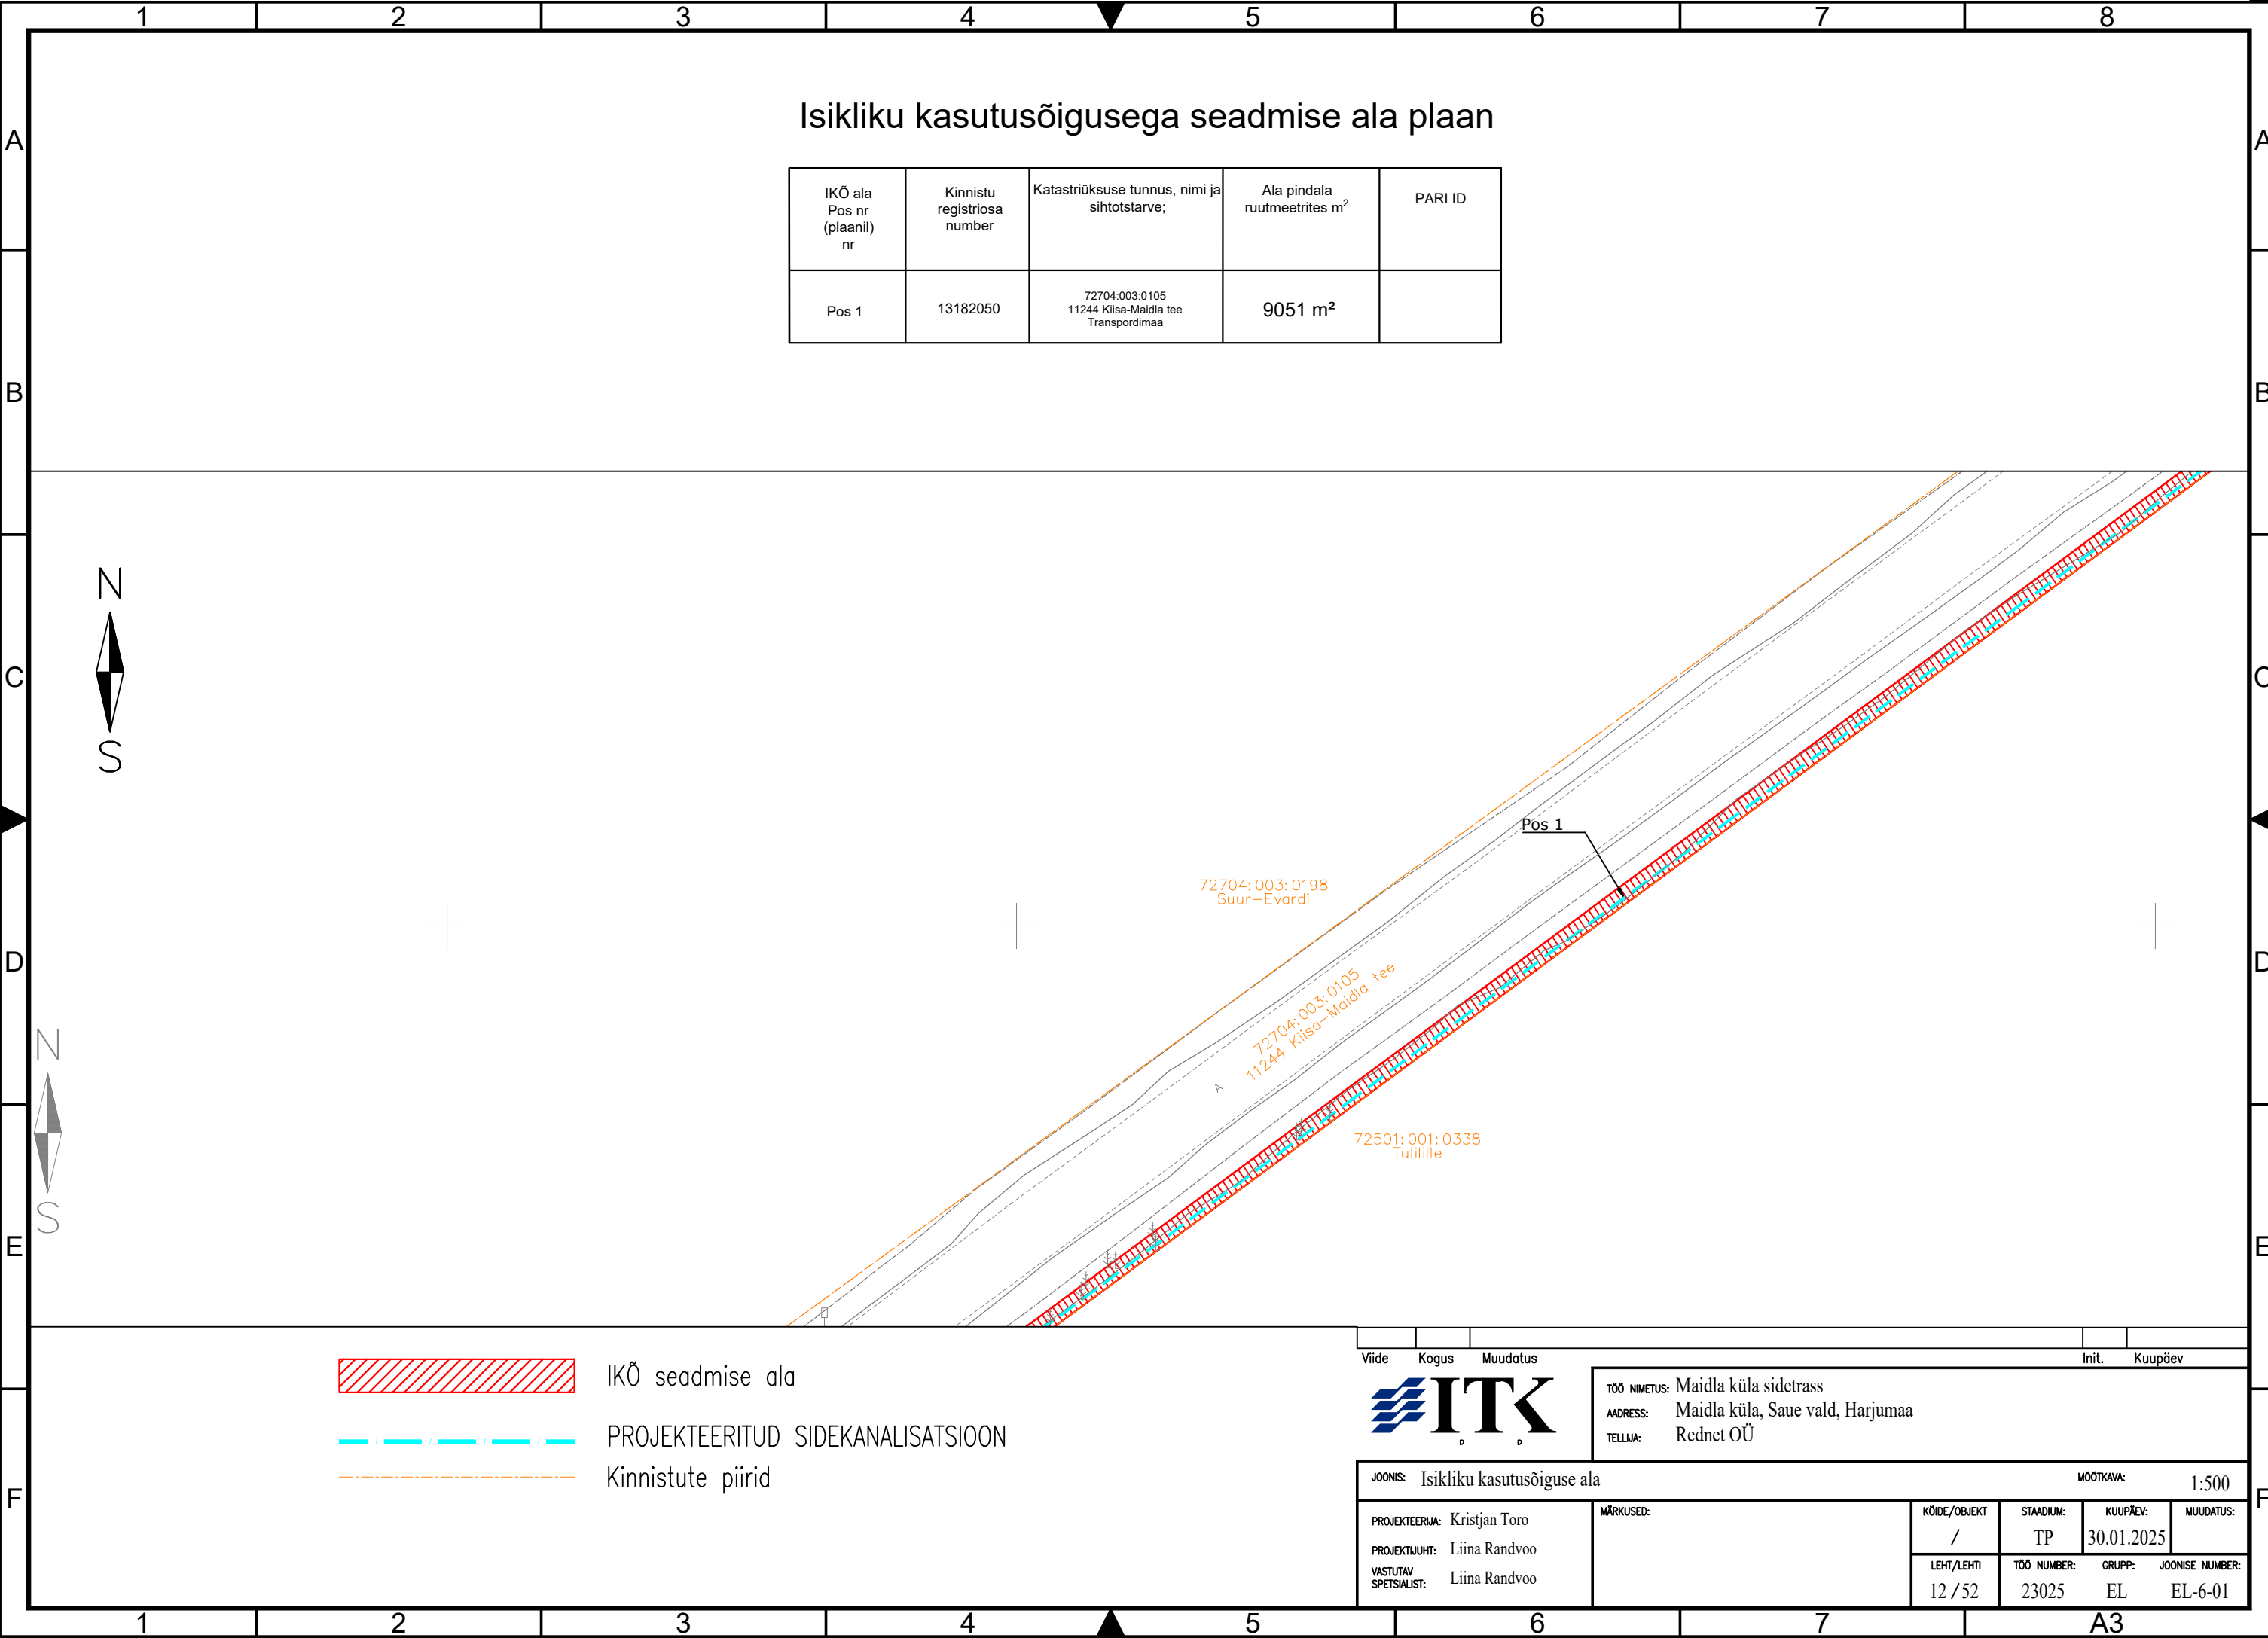 1 2 3 4 5 6 7 8
A A
B B
C C
D D
E E
F F
Isikliku kasutusõigusega seadmise ala plaan
IKÕ ala
Pos nr
(plaanil)
nr
Kinnistu
registriosa
number
Katastriüksuse tunnus, nimi ja
sihtotstarve;
Ala pindala
ruutmeetrites m²
PARI ID
Pos 1
13182050
72704:003:0105
11244 Kiisa-Maidla tee
Transpordimaa
9051 m²
N
S
N
S
Pos 1
72704:003:0198
Suur-Evardi
72704:003:0105
11244 Kiisa-Maidla tee
A
72501:001:0338
Tulilille
IKÕ seadmise ala
PROJEKTEERITUD SIDEKANALISATSIOON
Kinnistute piirid
Viide Kogus Muudatus Init. Kuupäev
ITK
D D
TÖÖ NIMETUS: Maidla küla sidetrass
AADRESS: Maidla küla, Saue vald, Harjumaa
TELLIJA: Rednet OÜ
JOONIS: Isikliku kasutusõiguse ala
MÕÕTKAVA: 1:500
PROJEKTEERIJA: Kristjan Toro
PROJEKTIJUHT: Liina Randvoo
VASTUTAV
SPETSIALIST: Liina Randvoo
MÄRKUSED:
KÖIDE/OBJEKT STAADIUM: KUUPÄEV: MUUDATUS:
/ TP 30.01.2025
LEHT/LEHTI TÖÖ NUMBER: GRUPP: JOONISE NUMBER:
12 / 52 23025 EL EL-6-01
1 2 3 4 5 6 7 A3